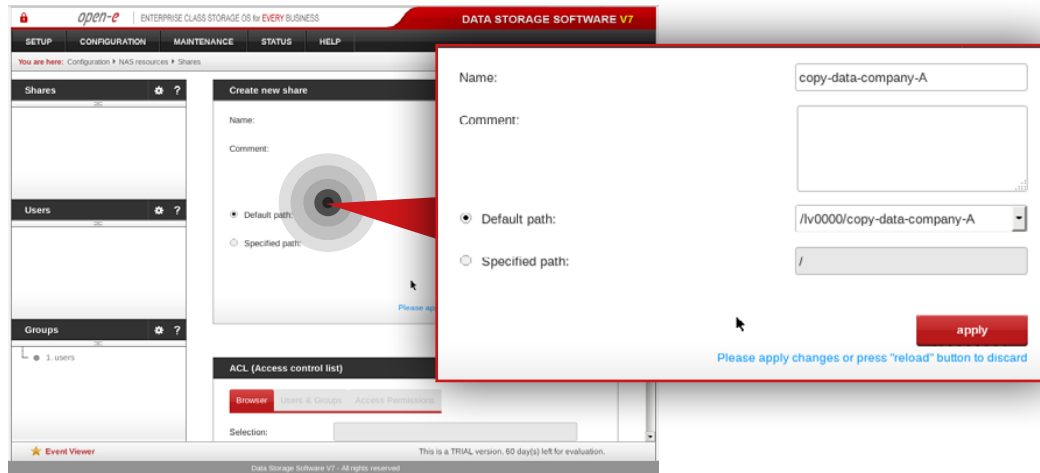 open-e ENTERPRISE CLASS STORAGE OS for EVERY BUSINESS DATA STORAGE SOFTWARE V7
SETUP CONFIGURATION MAINTENANCE STATUS HELP
You are here: Configuration NAS resources Shares
Shares ?
Users ?
Groups ?
1. users
Create new share
Name:
Comment:
Default path:
Specified path:
Please ap
ACL (Access control list)
Browser Users & Groups Access Permissions
Selection:
Name: copy-data-company-A
Comment:
Default path: /lv0000/copy-data-company-A
Specified path: /
apply
Please apply changes or press "reload" button to discard
Event Viewer This is a TRIAL version. 60 day(s) left for evaluation.
Data Storage Software V7 - All rights reserved